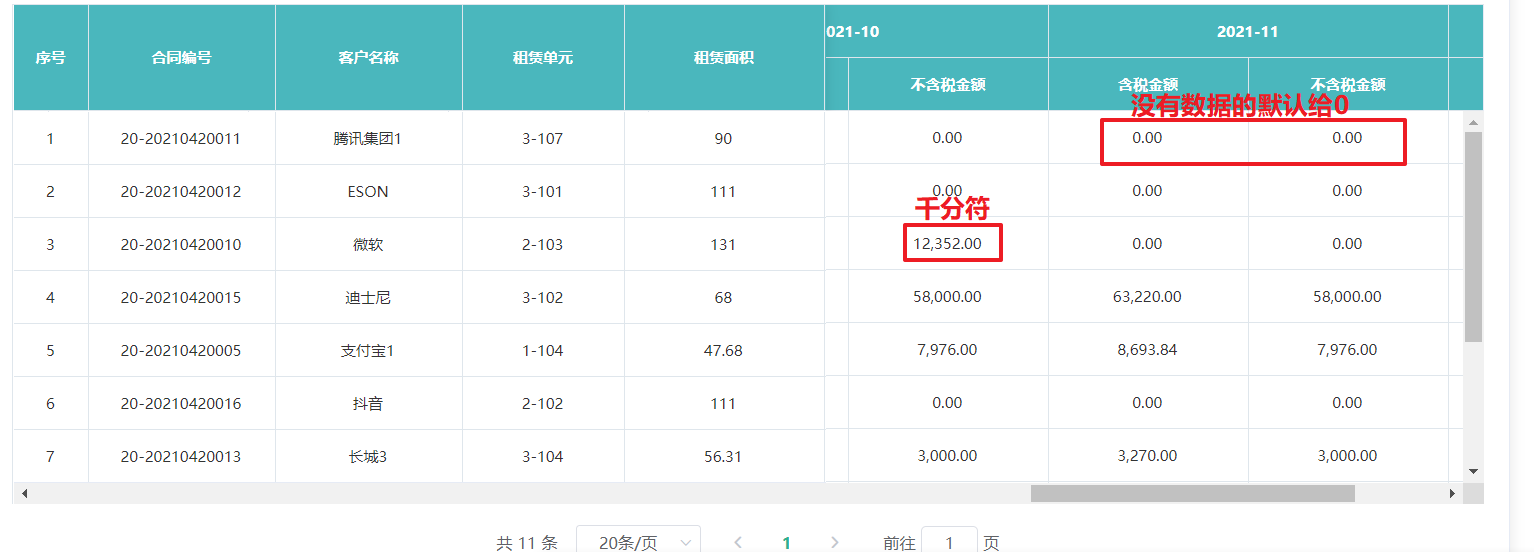 序号 合同编号 客户名称 租赁单元 租赁面积 021-10 2021-11
不含税金额 含税金额 不含税金额
没有数据的默认给0
1 20-20210420011 腾讯集团1 3-107 90 0.00 0.00 0.00
2 20-20210420012 ESON 3-101 111 0.00 0.00 0.00
千分符
3 20-20210420010 微软 2-103 131 12,352.00 0.00 0.00
4 20-20210420015 迪士尼 3-102 68 58,000.00 63,220.00 58,000.00
5 20-20210420005 支付宝1 1-104 47.68 7,976.00 8,693.84 7,976.00
6 20-20210420016 抖音 2-102 111 0.00 0.00 0.00
7 20-20210420013 长城3 3-104 56.31 3,000.00 3,270.00 3,000.00
共 11 条 20条/页 1 前往 1 页